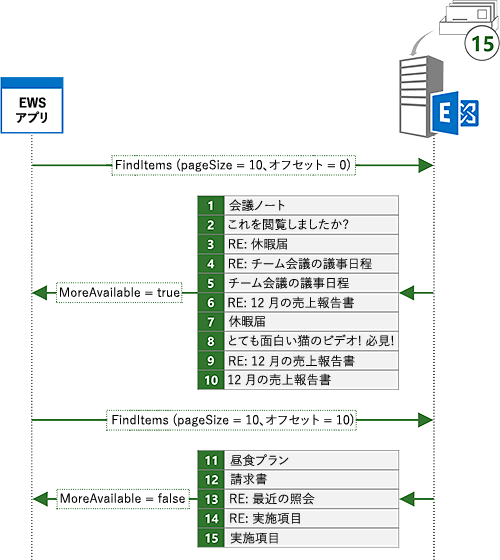 15
EWS
アプリ
E
FindItems (pageSize = 10、オフセット = 0)
1 会議ノート
2 これを閲覧しましたか?
3 RE: 休暇届
4 RE: チーム会議の議事日程
5 チーム会議の議事日程
MoreAvailable = true
6 RE: 12 月の売上報告書
7 休暇届
8 とても面白い猫のビデオ! 必見!
9 RE: 12 月の売上報告書
10 12 月の売上報告書
FindItems (pageSize = 10、オフセット = 10)
11 昼食プラン
12 請求書
MoreAvailable = false
13 RE: 最近の照会
14 RE: 実施項目
15 実施項目